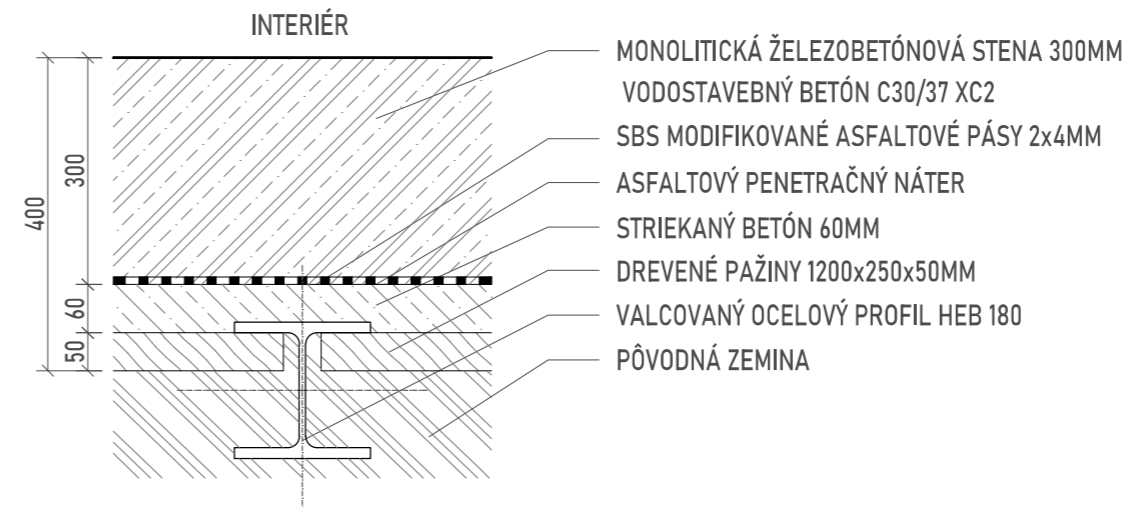 INTERIÉR
MONOLITICKÁ ŽELEZOBETÓNOVÁ STENA 300MM
VODOSTAVEBNÝ BETÓN C30/37 XC2
SBS MODIFIKOVANÉ ASFALTOVÉ PÁSY 2x4MM
ASFALTOVÝ PENETRAČNÝ NÁTER
STRIEKANÝ BETÓN 60MM
DREVENÉ PAŽINY 1200x250x50MM
VALCOVANÝ OCELOVÝ PROFIL HEB 180
PÔVODNÁ ZEMINA
400
300
60
50